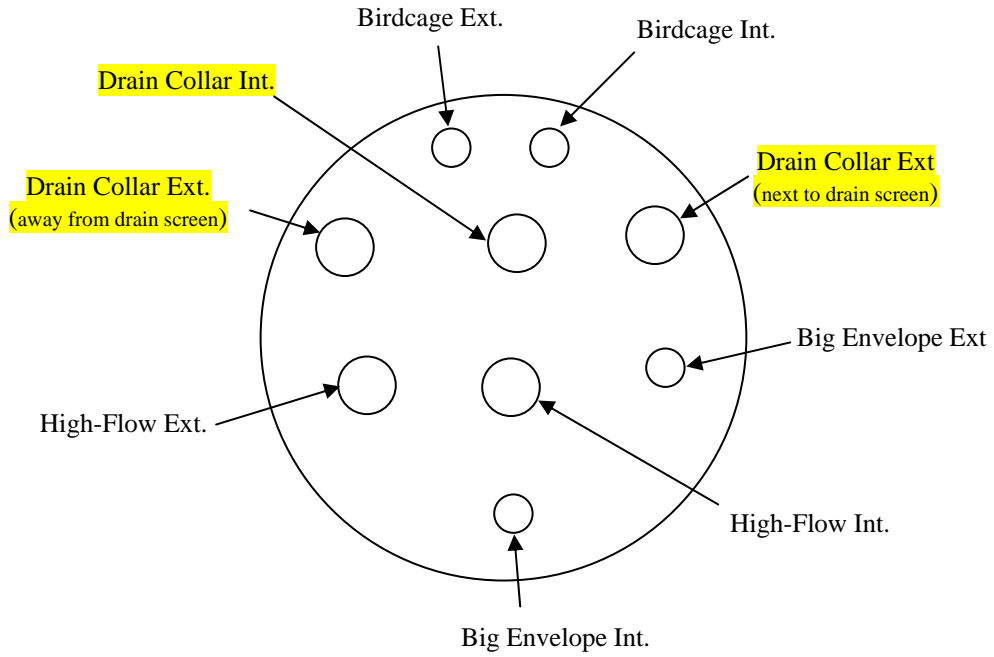 Birdcage Ext.
Birdcage Int.
Drain Collar Int.
Drain Collar Ext
(next to drain screen)
Drain Collar Ext.
(away from drain screen)
Big Envelope Ext
High-Flow Ext.
High-Flow Int.
Big Envelope Int.